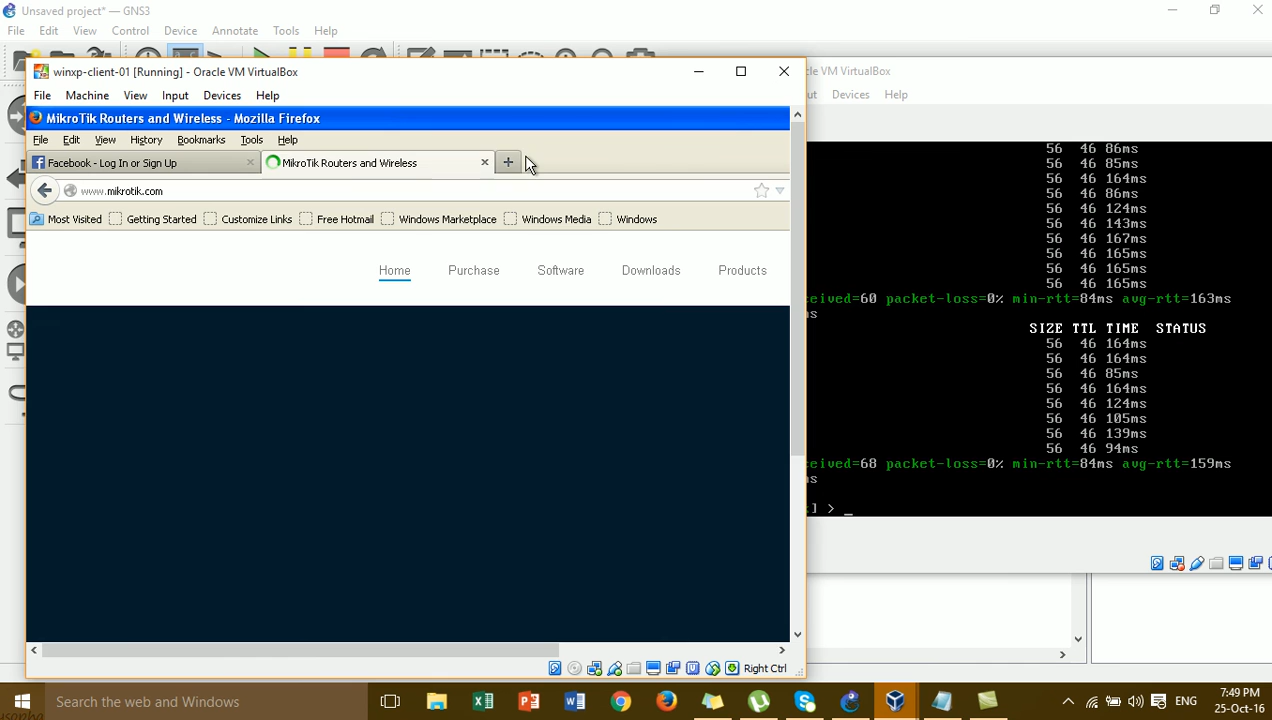 Unsaved project* — GNS3
File Edit View Control Device Annotate Tools Help
winxp-client-01 [Running] - Oracle VM VirtualBox
File Machine View Input Devices Help
MikroTik Routers and Wireless - Mozilla Firefox
File Edit View History Bookmarks Tools Help
Facebook - Log In or Sign Up
MikroTik Routers and Wireless
www.mikrotik.com
Most Visited Getting Started Customize Links Free Hotmail Windows Marketplace Windows Media Windows
Home Purchase Software Downloads Products
Right Ctrl
cle VM VirtualBox
ut Devices Help
56 46 86ms
56 46 85ms
56 46 164ms
56 46 86ms
56 46 124ms
56 46 143ms
56 46 167ms
56 46 165ms
56 46 165ms
56 46 165ms
ceived=60 packet-loss=0% min-rtt=84ms avg-rtt=163ms
ms
SIZE TTL TIME STATUS
56 46 164ms
56 46 164ms
56 46 85ms
56 46 164ms
56 46 124ms
56 46 105ms
56 46 139ms
56 46 94ms
ceived=68 packet-loss=0% min-rtt=84ms avg-rtt=159ms
ms
] > _
Search the web and Windows
ENG
7:49 PM
25-Oct-16